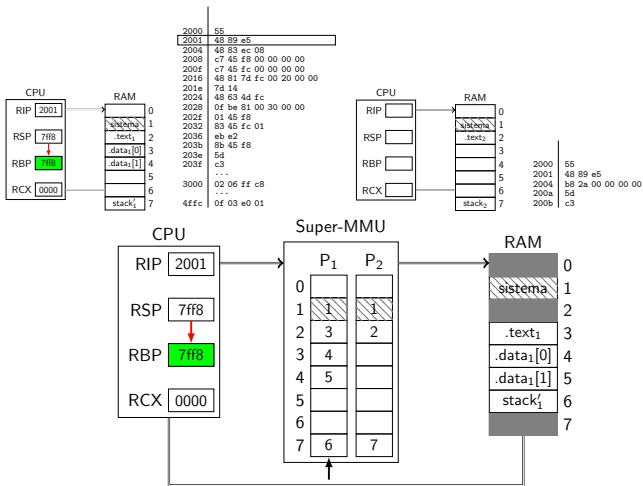 2000 55
2001 48 89 e5
2004 48 83 ec 08
2008 c7 45 f8 00 00 00 00
200f c7 45 fc 00 00 00 00
2016 48 81 7d fc 00 20 00 00
201e 7d 14
2024 48 63 4d fc
2028 0f be 81 00 30 00 00
202f 01 45 f8
2032 83 45 fc 01
2036 eb e2
203b 8b 45 f8
203e 5d
203f c3
...
3000 02 06 ff c8
...
4ffc 0f 03 e0 01
CPU
RIP 2001
RSP 7ff8
RBP 7ff8
RCX 0000
RAM
0
sistema 1
.text₁ 2
.data₁[0] 3
.data₁[1] 4
5
6
stack′₁ 7
CPU
RIP
RSP
RBP
RCX
RAM
0
sistema 1
.text₂ 2
3
4
5
6
stack₂ 7
2000 55
2001 48 89 e5
2004 b8 2a 00 00 00 00
200a 5d
200b c3
CPU
RIP 2001
RSP 7ff8
RBP 7ff8
RCX 0000
Super-MMU
P₁ P₂
0
1 1 1
2 3 2
3 4
4 5
5
6
7 6 7
RAM
0
sistema 1
2
.text₁ 3
.data₁[0] 4
.data₁[1] 5
stack′₁ 6
7